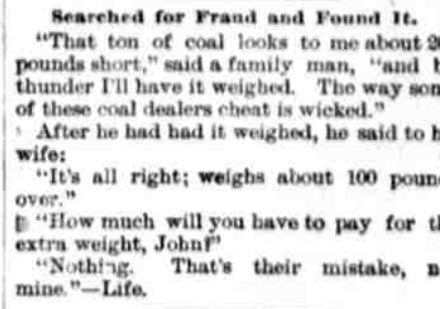 Searched for Fraud and Found It.
"That ton of coal looks to me about
pounds short," said a family man, "and
thunder I'll have it weighed. The way
of these coal dealers cheat is wicked."
After he had had it weighed, he said to
wife:
"It's all right; weighs about 100
over."
"How much will you have to pay for
extra weight, John?"
"Nothing. That's their mistake,
mine."—Life.